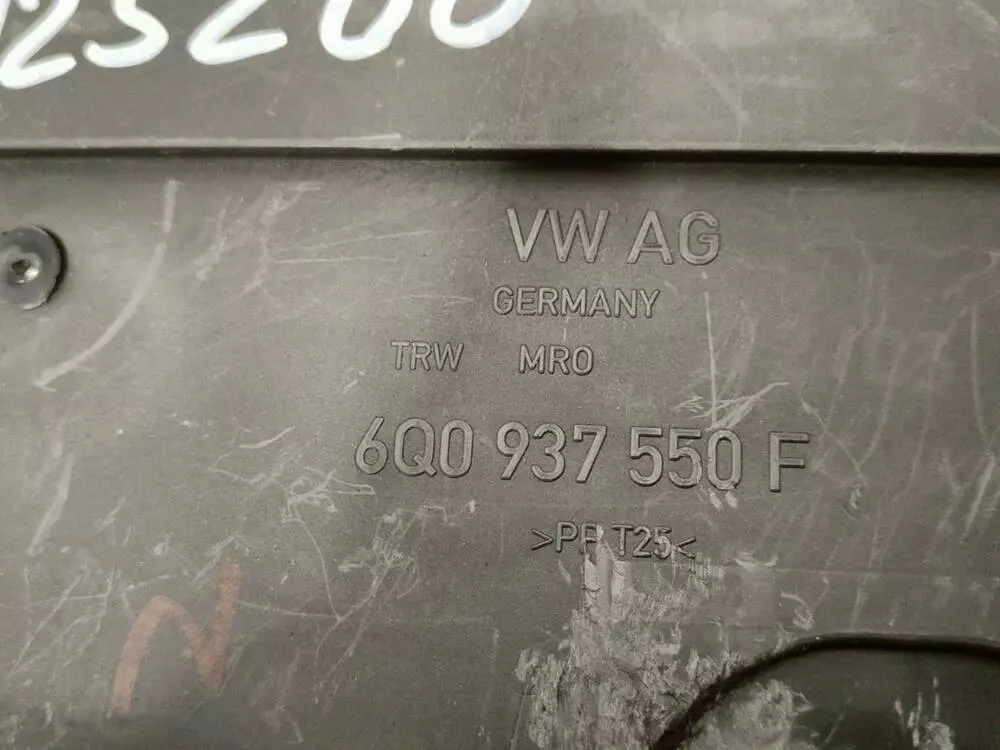 VW AG
GERMANY
TRW MRO
6Q0 937 550 F
>PP T25<
N